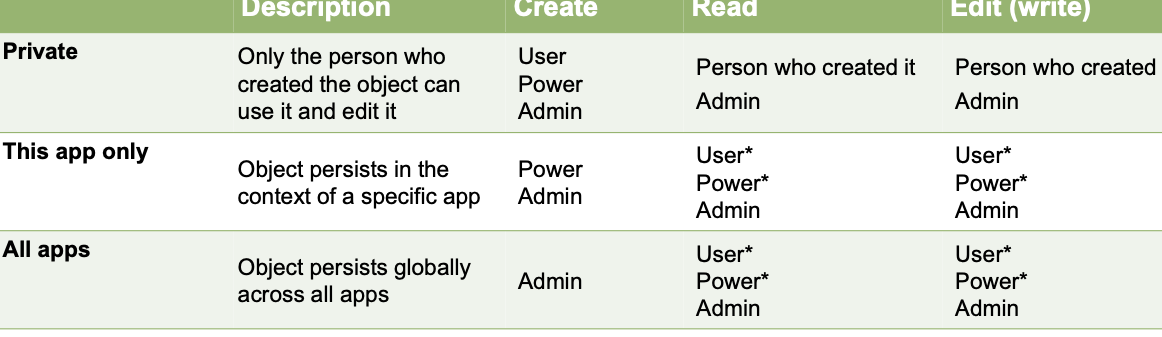 Description Create Read Edit (write)
Private
Only the person who
created the object can
use it and edit it
User
Power
Admin
Person who created it
Admin
Person who created
Admin
This app only
Object persists in the
context of a specific app
Power
Admin
User*
Power*
Admin
User*
Power*
Admin
All apps
Object persists globally
across all apps
Admin
User*
Power*
Admin
User*
Power*
Admin